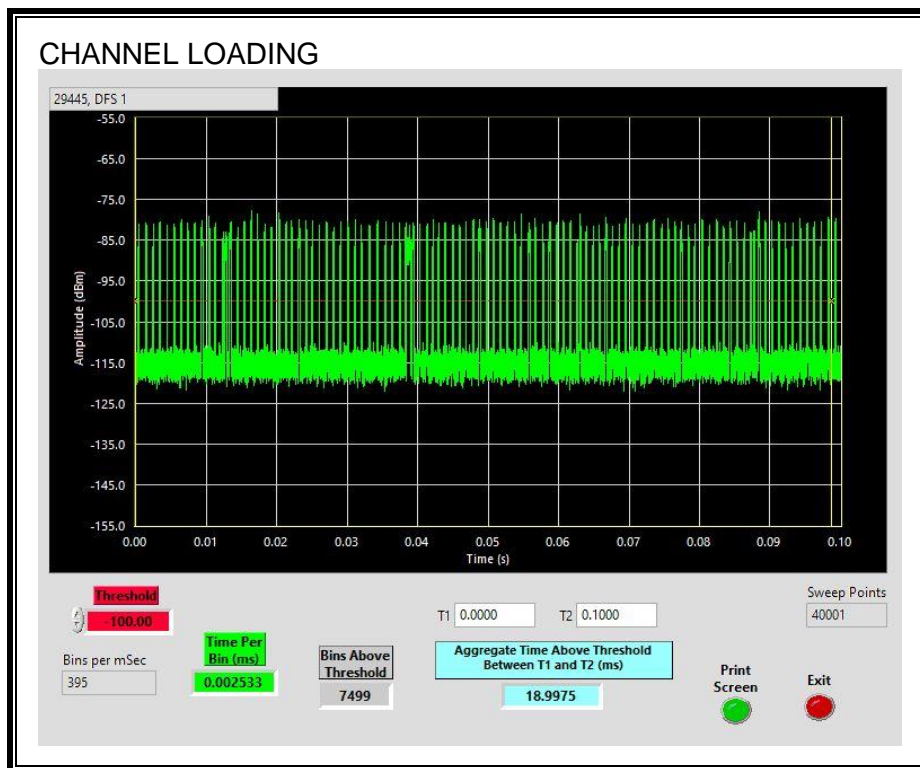 CHANNEL LOADING
29445, DFS 1
-55.0
-65.0
-75.0
-85.0
-95.0
-105.0
-115.0
-125.0
-135.0
-145.0
-155.0
Amplitude (dBm)
0.00 0.01 0.02 0.03 0.04 0.05 0.06 0.07 0.08 0.09 0.10
Time (s)
Threshold
-100.00
Bins per mSec
395
Time Per
Bin (ms)
0.002533
Bins Above
Threshold
7499
T1 0.0000 T2 0.1000
Aggregate Time Above Threshold
Between T1 and T2 (ms)
18.9975
Sweep Points
40001
Print
Screen
Exit